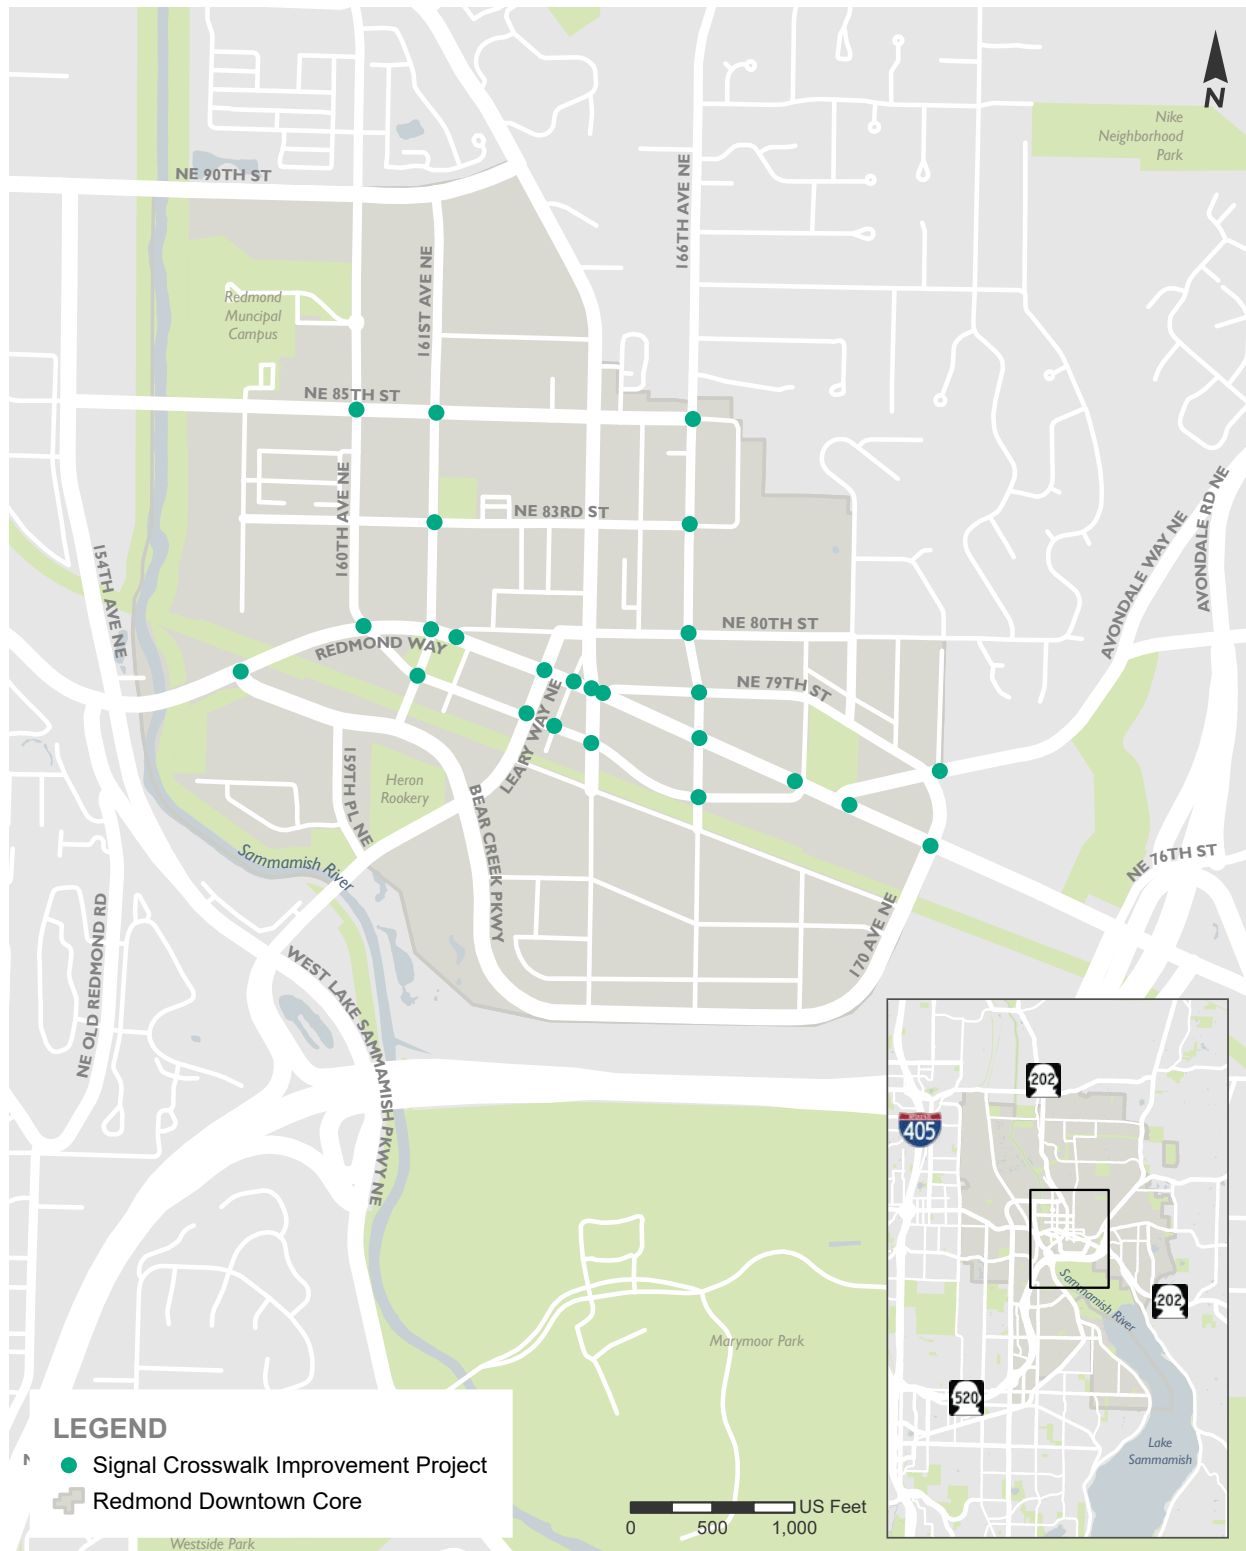 N
Nike
Neighborhood
Park
NE 90TH ST
166TH AVE NE
161ST AVE NE
Redmond
Muncipal
Campus
NE 85TH ST
160TH AVE NE
NE 83RD ST
154TH AVE NE
AVONDALE WAY NE
AVONDALE RD NE
NE 80TH ST
REDMOND WAY
NE 79TH ST
LEARY WAY NE
159TH PL NE
Heron
Rookery
BEAR CREEK PKWY
Sammamish River
NE 76TH ST
170 AVE NE
NE OLD REDMOND RD
WEST LAKE SAMMAMISH PKWY NE
202
405
Sammamish River
202
520
Lake
Sammamish
Marymoor Park
LEGEND
N
Signal Crosswalk Improvement Project
Redmond Downtown Core
US Feet
0 500 1,000
Westside Park